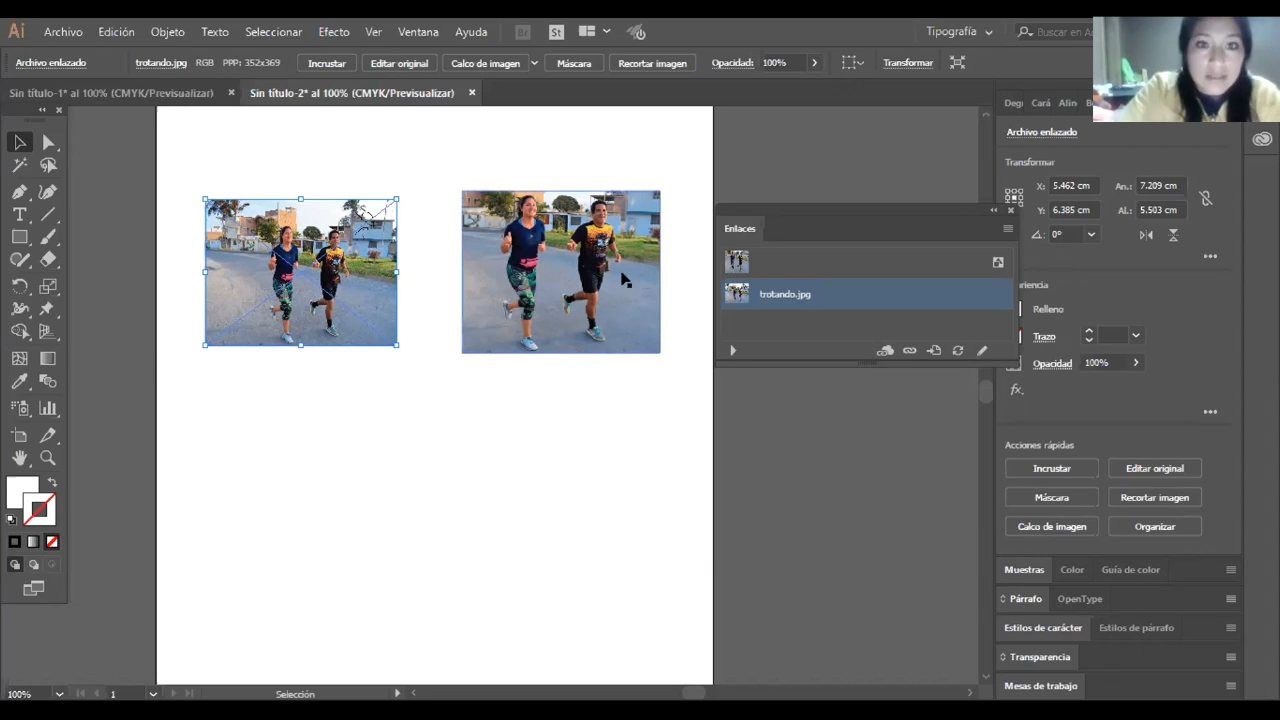 Ai Archivo Edición Objeto Texto Seleccionar Efecto Ver Ventana Ayuda Br St Tipografía
Archivo enlazado trotando.jpg RGB PPP: 352x369 Incrustar Editar original Calco de imagen Máscara Recortar imagen Opacidad: 100% Transformar
Sin título-1* al 100% (CMYK/Previsualizar) × Sin título-2* al 100% (CMYK/Previsualizar) ×
Cará Alin
Archivo enlazado
Transformar
X: 5.462 cm An.: 7.209 cm
Y: 6.385 cm Al.: 5.503 cm
0°
Enlaces
trotando.jpg
Relleno
Trazo
Opacidad 100%
fx.
Acciones rápidas
Incrustar Editar original
Máscara Recortar imagen
Calco de imagen Organizar
Muestras Color Guía de color
Párrafo OpenType
Estilos de carácter Estilos de párrafo
Transparencia
Mesas de trabajo
100% 1 Selección